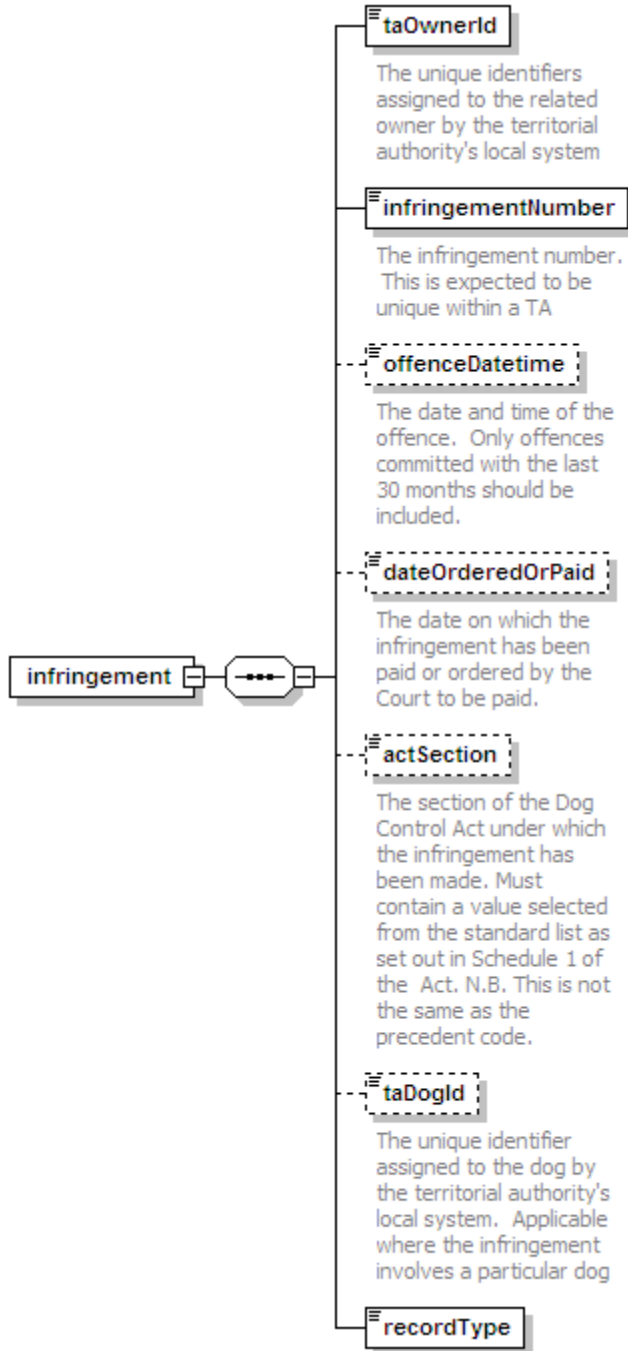 taOwnerId
The unique identifiers
assigned to the related
owner by the territorial
authority's local system
infringementNumber
The infringement number.
This is expected to be
unique within a TA
offenceDatetime
The date and time of the
offence.  Only offences
committed with the last
30 months should be
included.
dateOrderedOrPaid
The date on which the
infringement has been
paid or ordered by the
Court to be paid.
infringement
actSection
The section of the Dog
Control Act under which
the infringement has
been made. Must
contain a value selected
from the standard list as
set out in Schedule 1 of
the  Act. N.B. This is not
the same as the
precedent code.
taDogId
The unique identifier
assigned to the dog by
the territorial authority's
local system.  Applicable
where the infringement
involves a particular dog
recordType